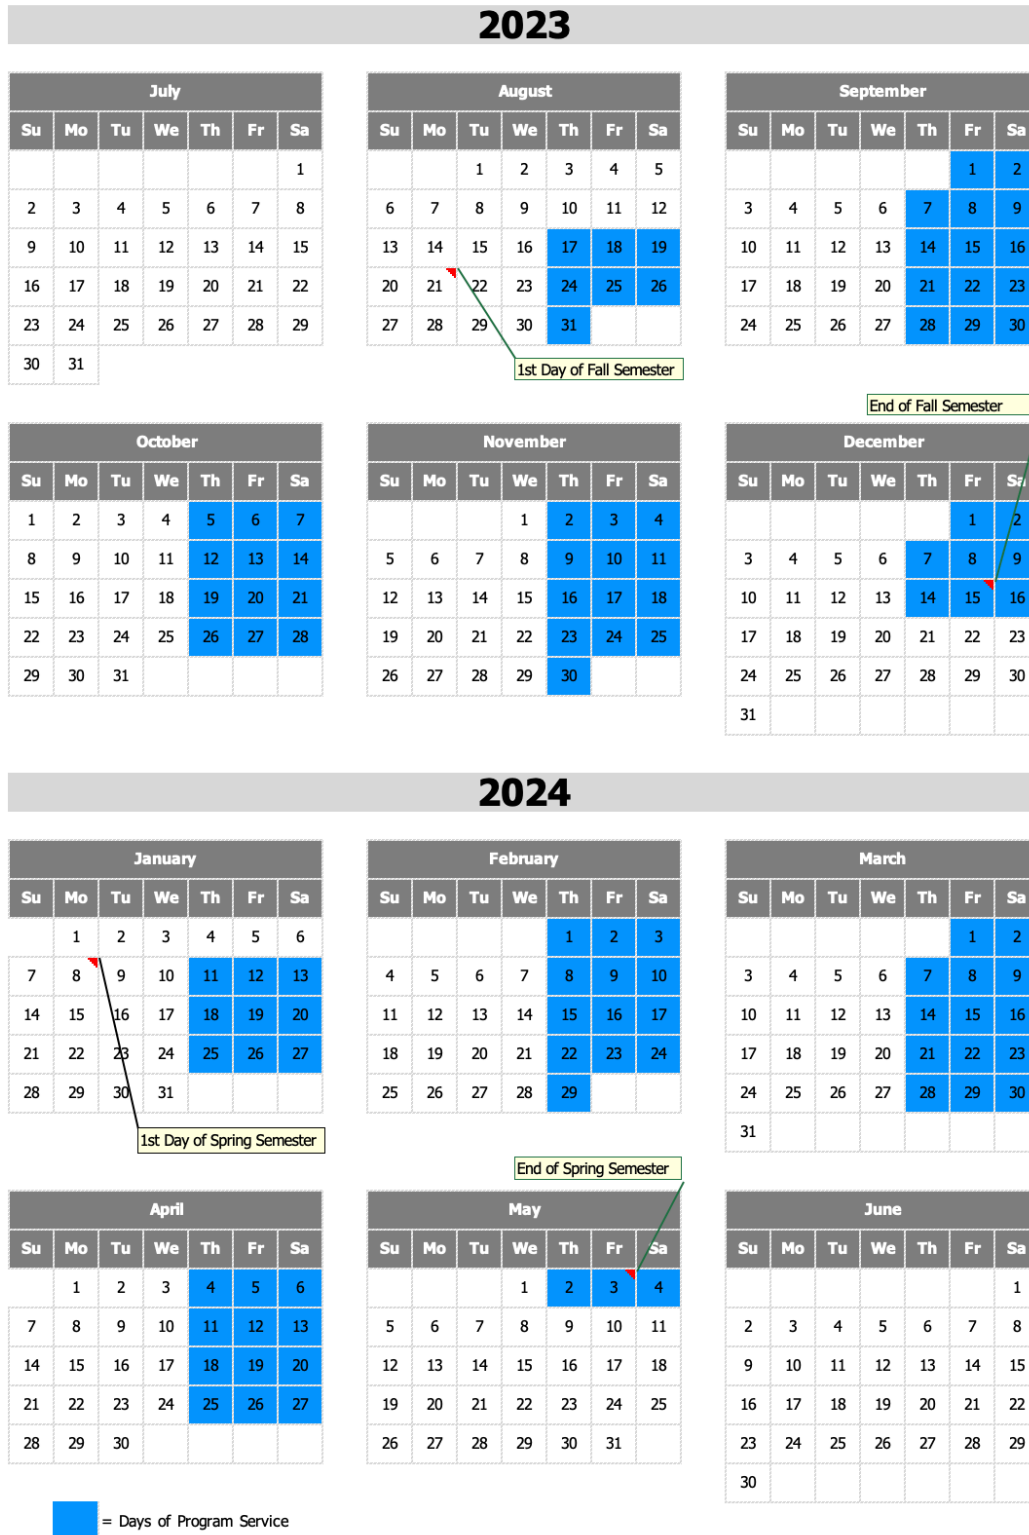 2023
July August September
Su Mo Tu We Th Fr Sa Su Mo Tu We Th Fr Sa Su Mo Tu We Th Fr Sa
1 1 2 3 4 5 1 2
2 3 4 5 6 7 8 6 7 8 9 10 11 12 3 4 5 6 7 8 9
9 10 11 12 13 14 15 13 14 15 16 17 18 19 10 11 12 13 14 15 16
16 17 18 19 20 21 22 20 21 22 23 24 25 26 17 18 19 20 21 22 23
23 24 25 26 27 28 29 27 28 29 30 31 24 25 26 27 28 29 30
30 31
1st Day of Fall Semester
End of Fall Semester
October November December
Su Mo Tu We Th Fr Sa Su Mo Tu We Th Fr Sa Su Mo Tu We Th Fr Sa
1 2 3 4 5 6 7 1 2 3 4 1 2
8 9 10 11 12 13 14 5 6 7 8 9 10 11 3 4 5 6 7 8 9
15 16 17 18 19 20 21 12 13 14 15 16 17 18 10 11 12 13 14 15 16
22 23 24 25 26 27 28 19 20 21 22 23 24 25 17 18 19 20 21 22 23
29 30 31 26 27 28 29 30 24 25 26 27 28 29 30
31
2024
January February March
Su Mo Tu We Th Fr Sa Su Mo Tu We Th Fr Sa Su Mo Tu We Th Fr Sa
1 2 3 4 5 6 1 2 3 1 2
7 8 9 10 11 12 13 4 5 6 7 8 9 10 3 4 5 6 7 8 9
14 15 16 17 18 19 20 11 12 13 14 15 16 17 10 11 12 13 14 15 16
21 22 23 24 25 26 27 18 19 20 21 22 23 24 17 18 19 20 21 22 23
28 29 30 31 25 26 27 28 29 24 25 26 27 28 29 30
31
1st Day of Spring Semester
End of Spring Semester
April May June
Su Mo Tu We Th Fr Sa Su Mo Tu We Th Fr Sa Su Mo Tu We Th Fr Sa
1 2 3 4 5 6 1 2 3 4 1
7 8 9 10 11 12 13 5 6 7 8 9 10 11 2 3 4 5 6 7 8
14 15 16 17 18 19 20 12 13 14 15 16 17 18 9 10 11 12 13 14 15
21 22 23 24 25 26 27 19 20 21 22 23 24 25 16 17 18 19 20 21 22
28 29 30 26 27 28 29 30 31 23 24 25 26 27 28 29
30
= Days of Program Service